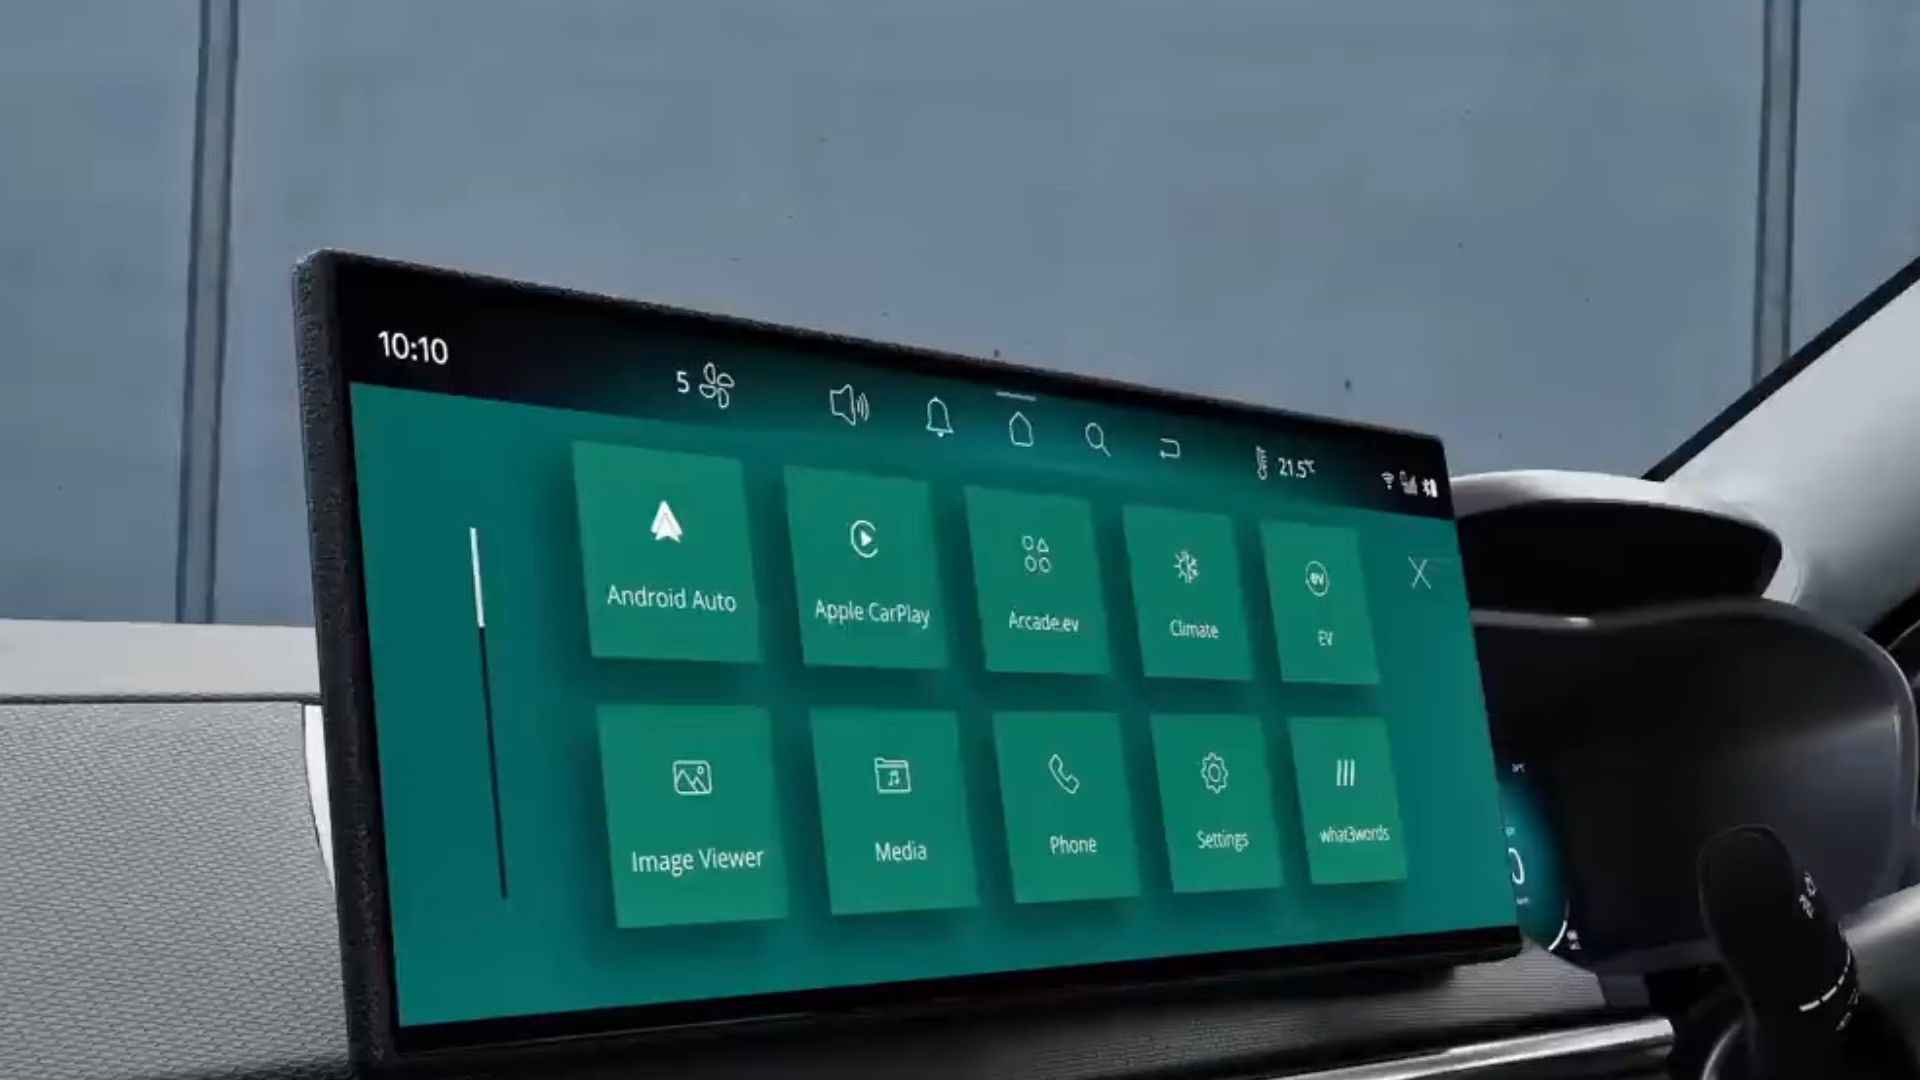 10:10
5
21.5°C
Android Auto
Apple CarPlay
Arcade.ev
Climate
ev
EV
Image Viewer
Media
Phone
Settings
what3words